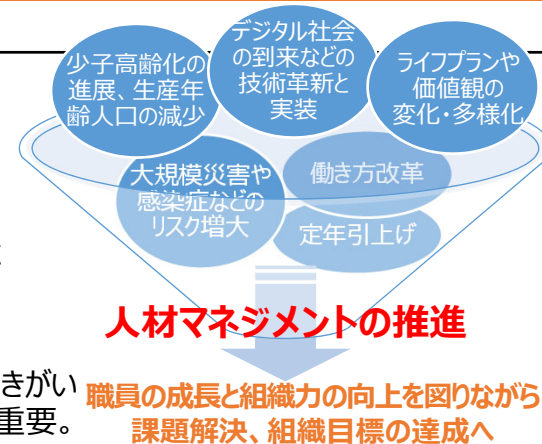 少子高齢化の
進展、生産年
齢人口の減少
デジタル社会
の到来などの
技術革新と
実装
ライフプランや
価値観の
変化・多様化
大規模災害や
感染症などの
リスク増大
働き方改革
定年引上げ
人材マネジメントの推進
きがい
重要。
職員の成長と組織力の向上を図りながら
課題解決、組織目標の達成へ